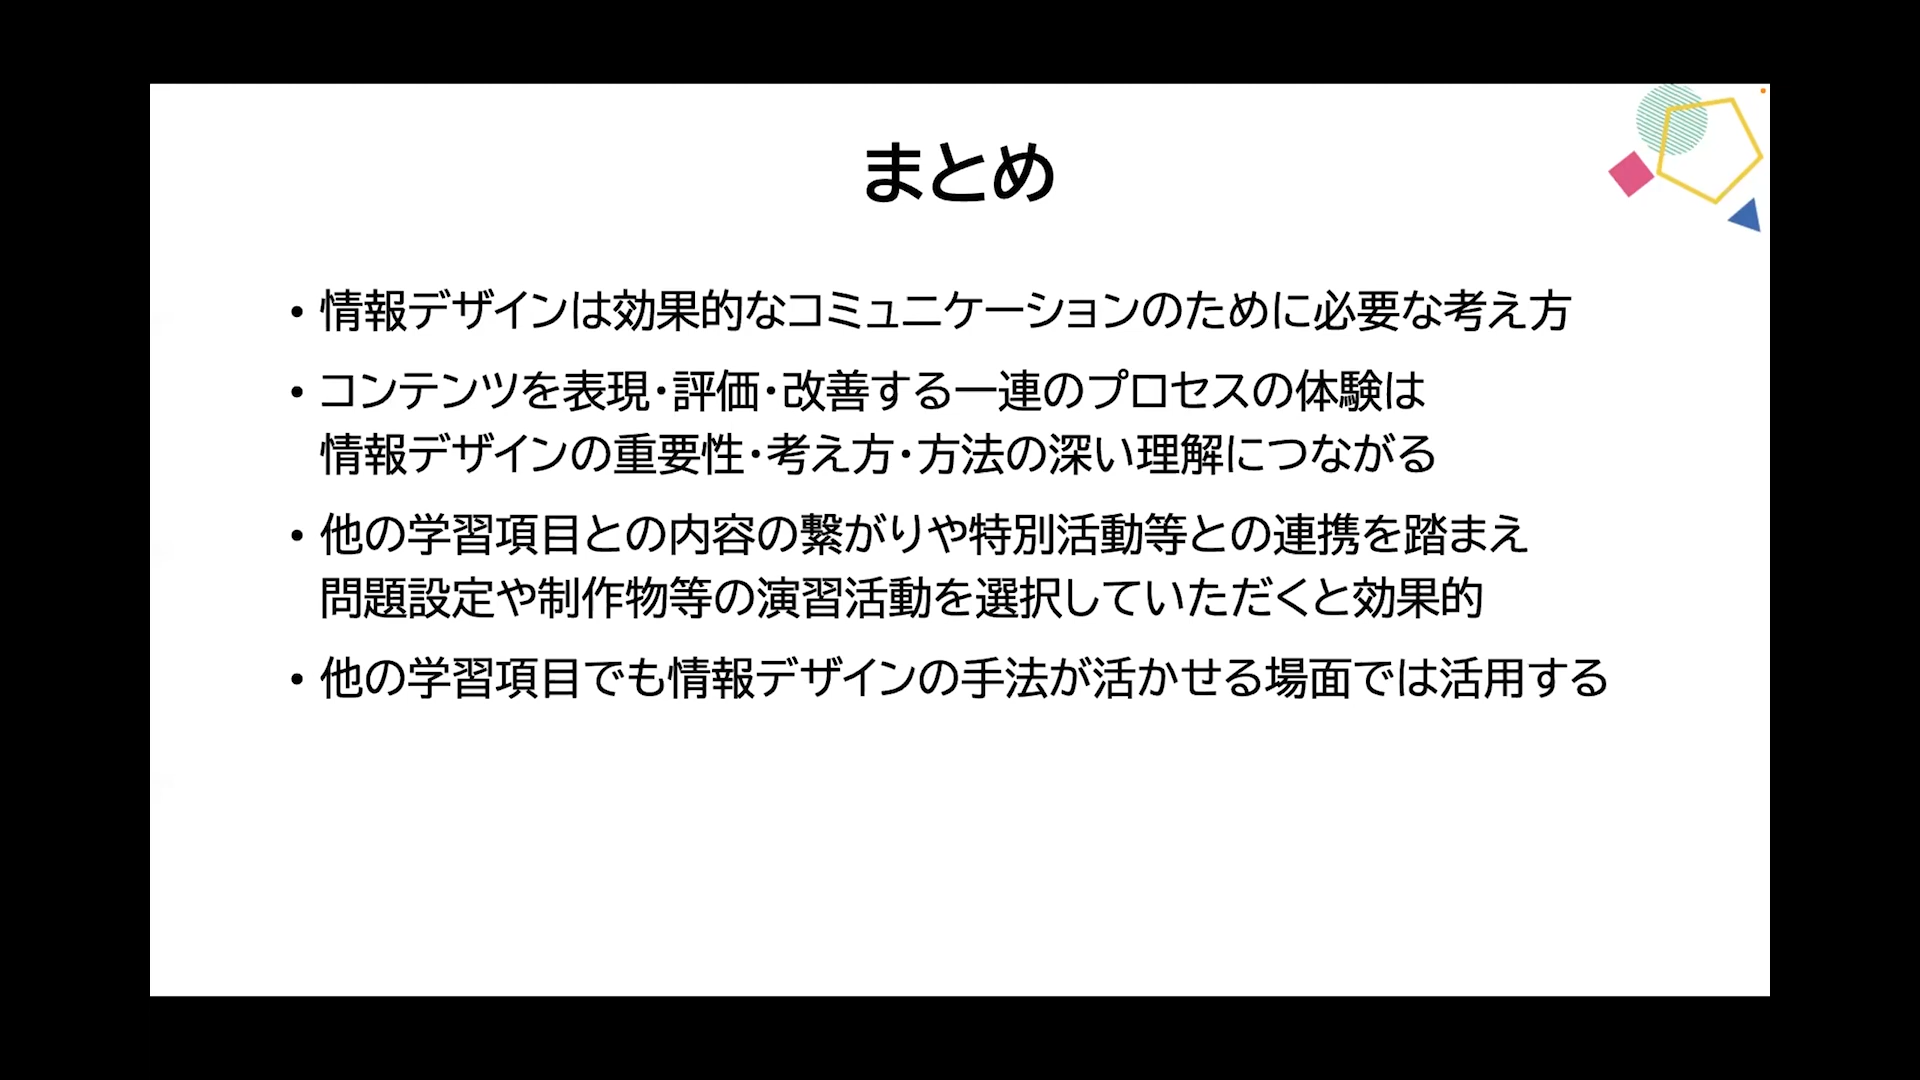 まとめ
• 情報デザインは効果的なコミュニケーションのために必要な考え方
• コンテンツを表現・評価・改善する一連のプロセスの体験は
情報デザインの重要性・考え方・方法の深い理解につながる
• 他の学習項目との内容の繋がりや特別活動等との連携を踏まえ
問題設定や制作物等の演習活動を選択していただくと効果的
• 他の学習項目でも情報デザインの手法が活かせる場面では活用する